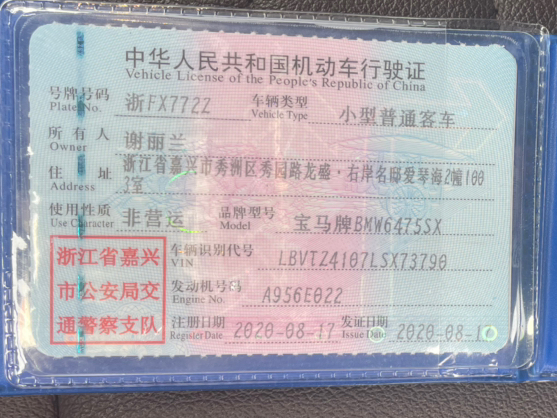 中华人民共和国机动车行驶证
Vehicle License of the People's Republic of China
号牌号码 浙FX772Z 车辆类型 小型普通客车
Plate No. Vehicle Type
所有人 谢丽兰
Owner
住址 浙江省嘉兴市秀洲区秀园路龙盛·右岸名邸爱琴海2幢100
Address 2室
使用性质 非营运 品牌型号 宝马牌BMW6475SX
Use Character Model
浙江省嘉兴 车辆识别代号 LBVTZ4107LSX73790
VIN
市公安局交 发动机号码 A956E022
Engine No.
通警察支队 注册日期 2020-08-17 发证日期 2020-08-17
Register Date Issue Date